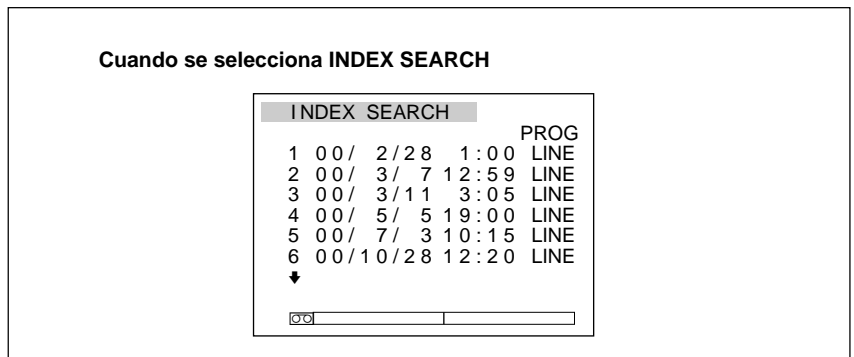 Cuando se selecciona INDEX SEARCH
INDEX SEARCH
PROG
1 00/ 2/28 1:00 LINE
2 00/ 3/ 7 12:59 LINE
3 00/ 3/11 3:05 LINE
4 00/ 5/ 5 19:00 LINE
5 00/ 7/ 3 10:15 LINE
6 00/10/28 12:20 LINE